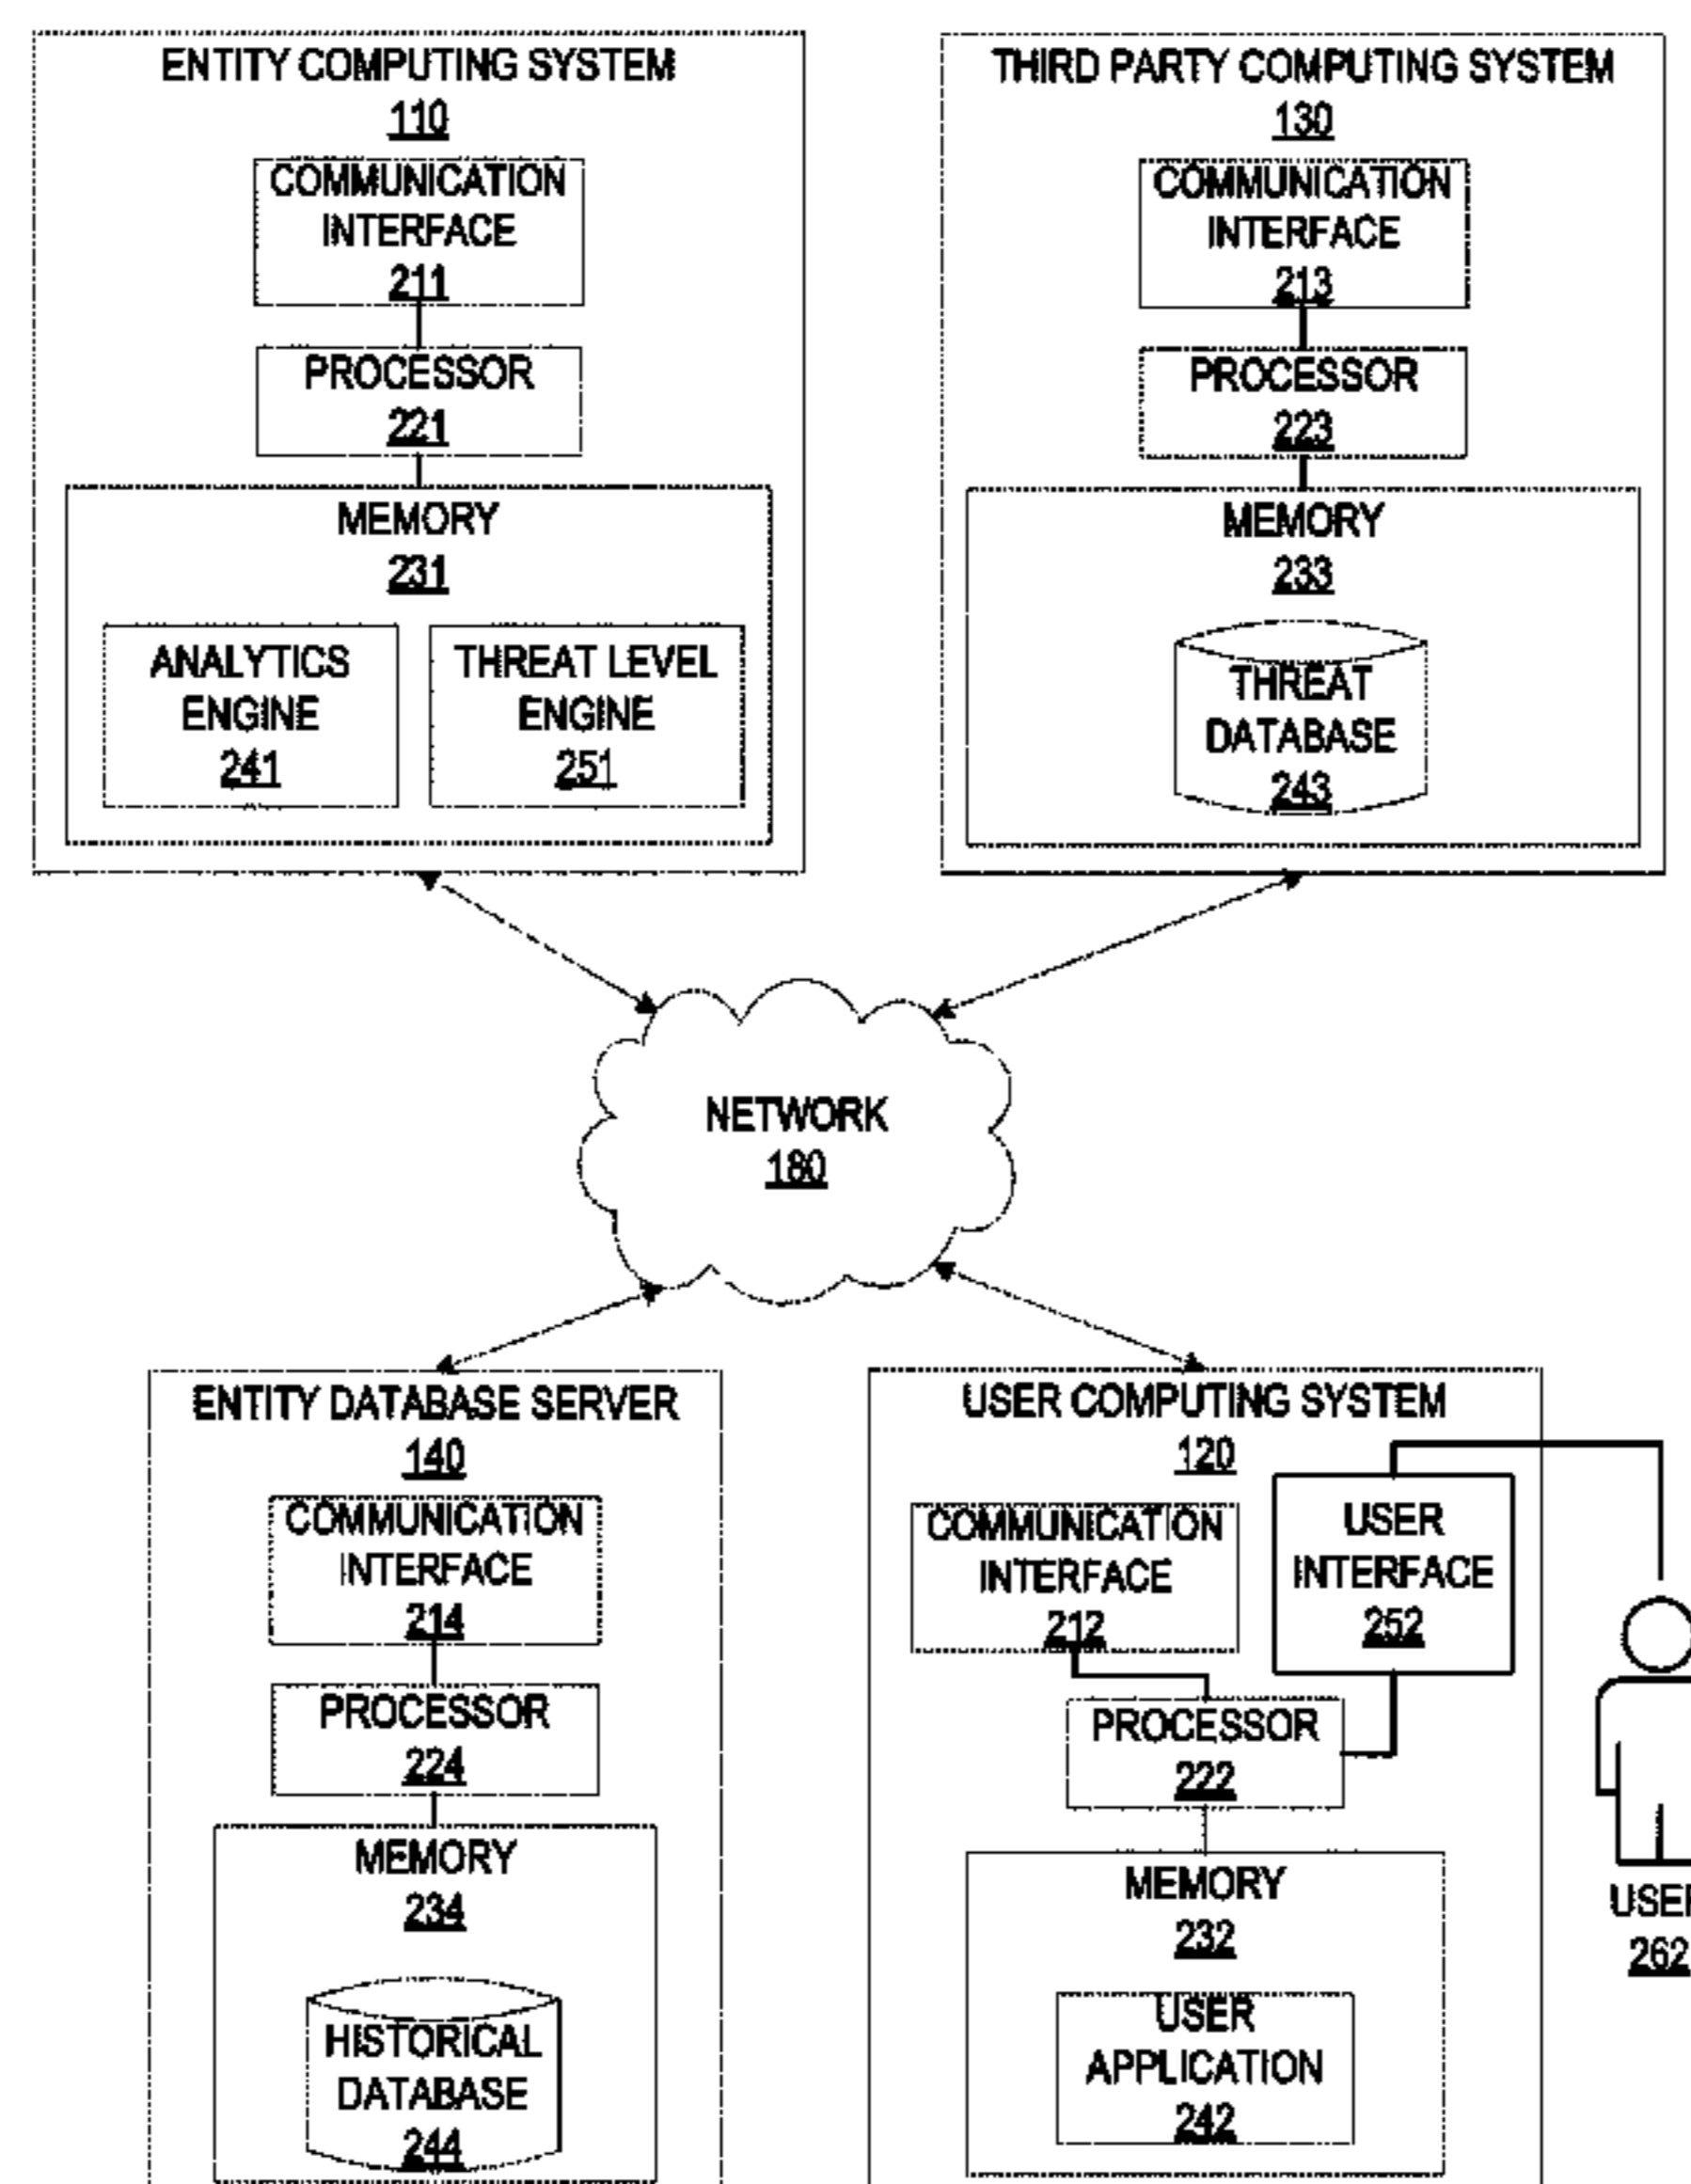 ENTITY COMPUTING SYSTEM
110
COMMUNICATION
INTERFACE
211
PROCESSOR
221
MEMORY
231
ANALYTICS
ENGINE
241
THREAT LEVEL
ENGINE
251
THIRD PARTY COMPUTING SYSTEM
130
COMMUNICATION
INTERFACE
213
PROCESSOR
223
MEMORY
233
THREAT
DATABASE
243
NETWORK
180
ENTITY DATABASE SERVER
140
COMMUNICATION
INTERFACE
214
PROCESSOR
224
MEMORY
234
HISTORICAL
DATABASE
244
USER COMPUTING SYSTEM
120
COMMUNICATION
INTERFACE
212
USER
INTERFACE
252
PROCESSOR
222
MEMORY
232
USER
APPLICATION
242
USER
262